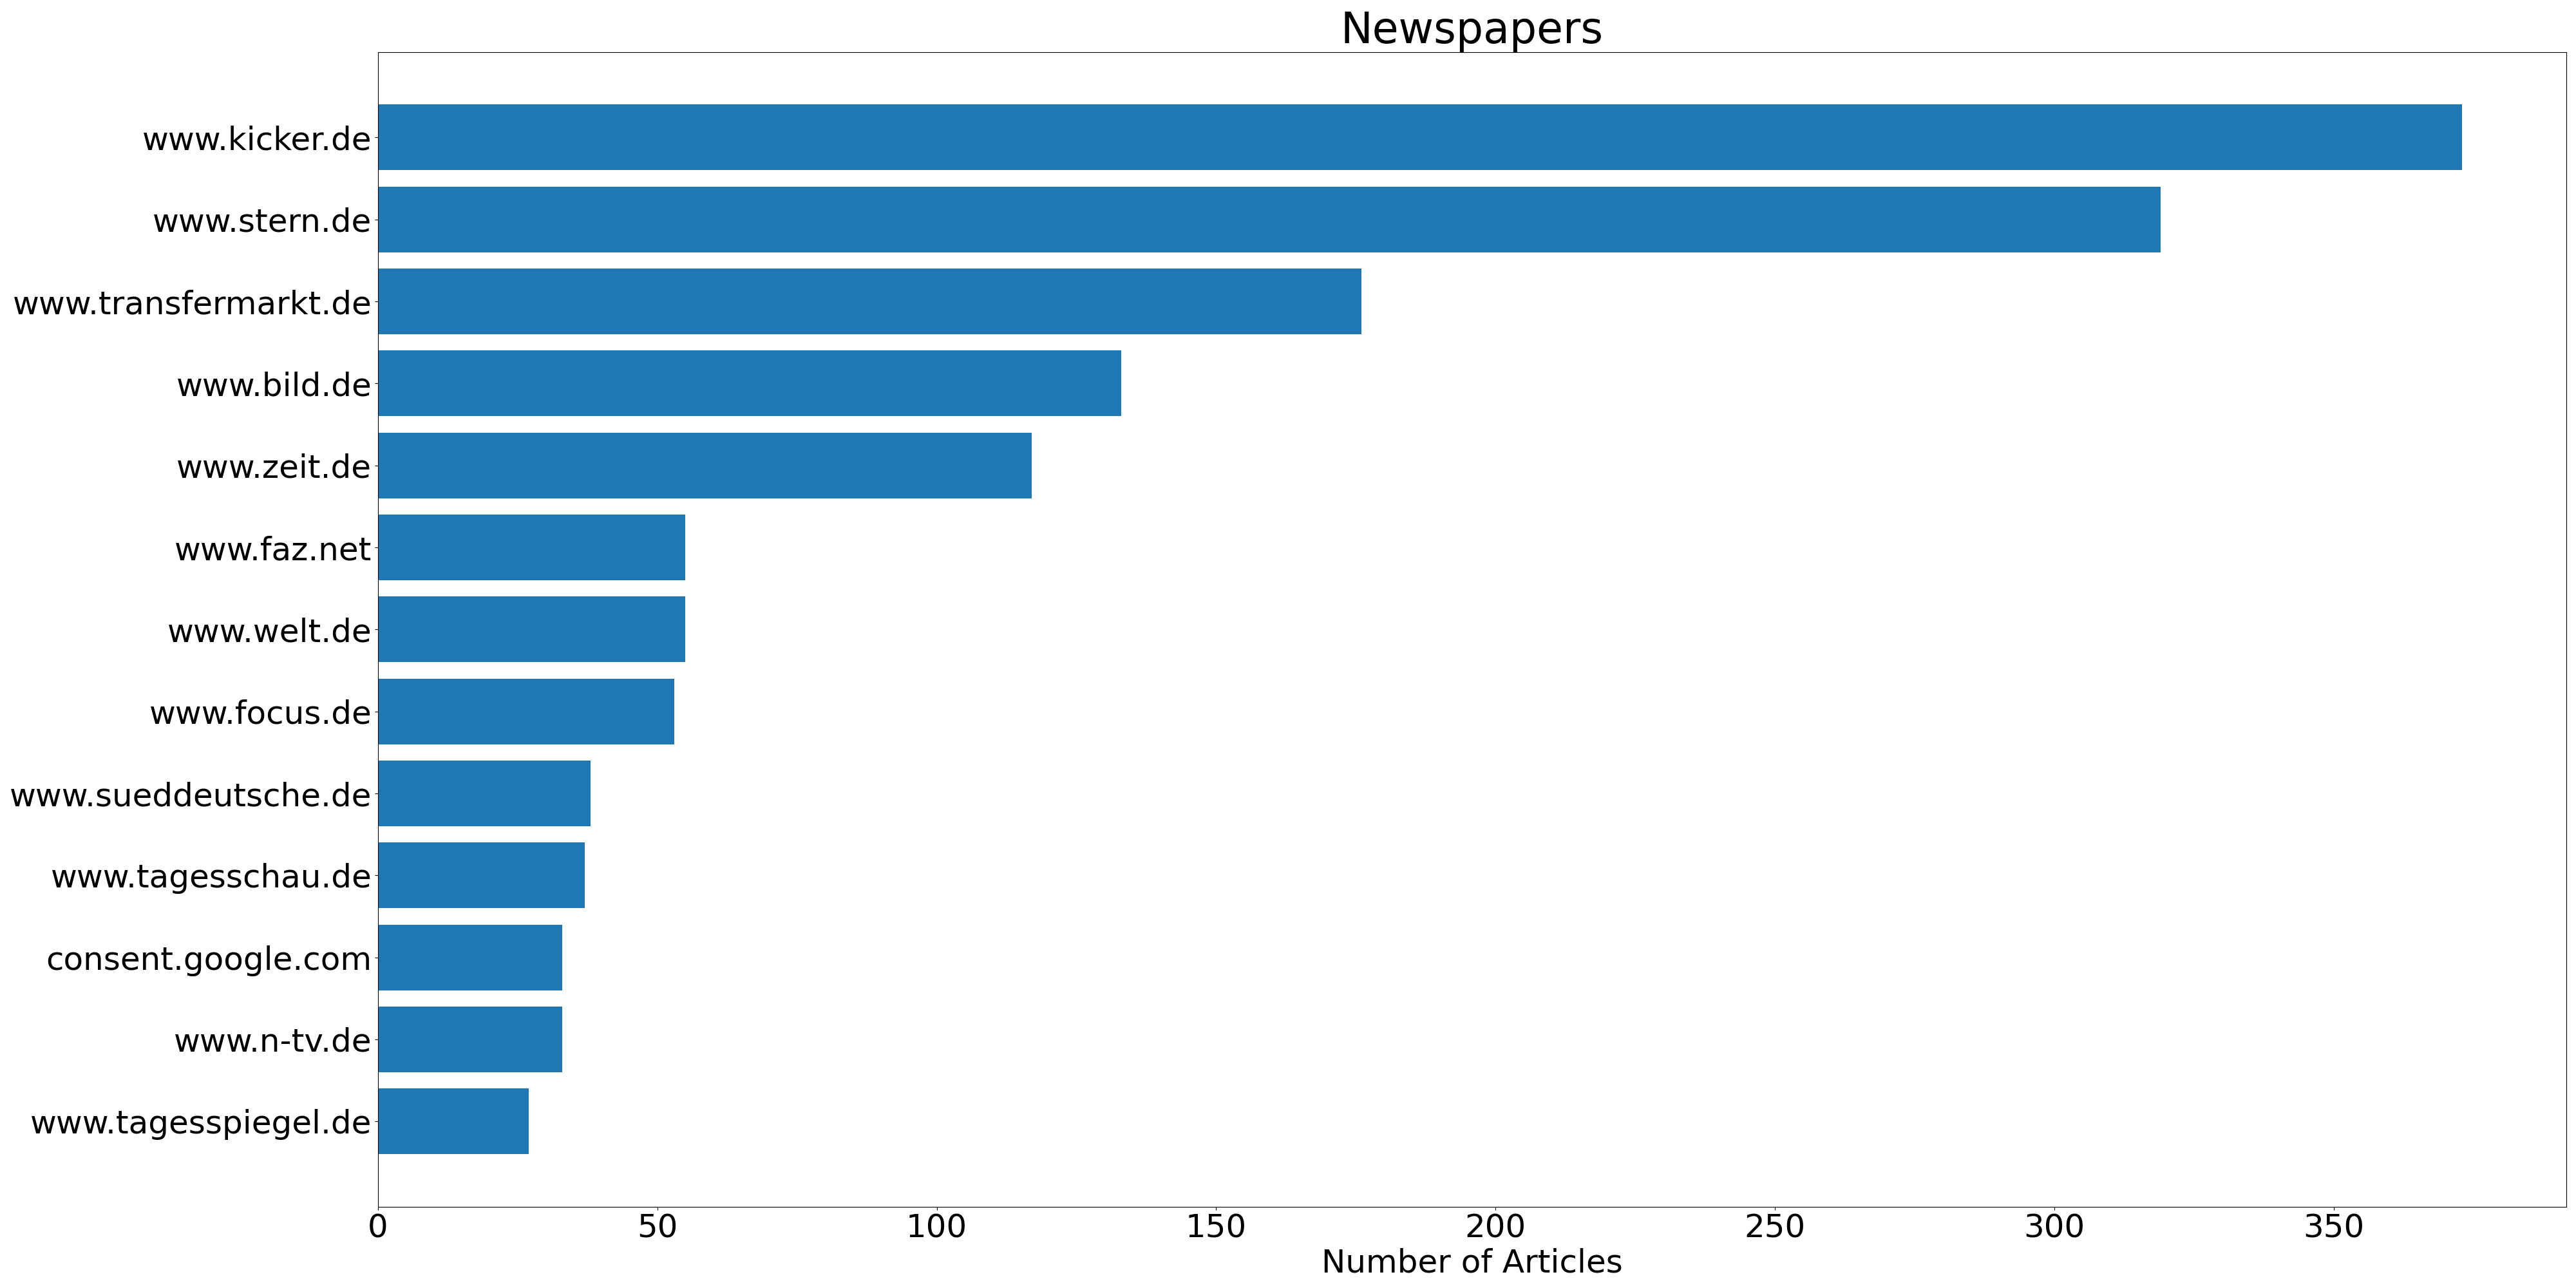 Newspapers
www.kicker.de
www.stern.de
www.transfermarkt.de
www.bild.de
www.zeit.de
www.faz.net
www.welt.de
www.focus.de
www.sueddeutsche.de
www.tagesschau.de
consent.google.com
www.n-tv.de
www.tagesspiegel.de
0 50 100 150 200 250 300 350
Number of Articles